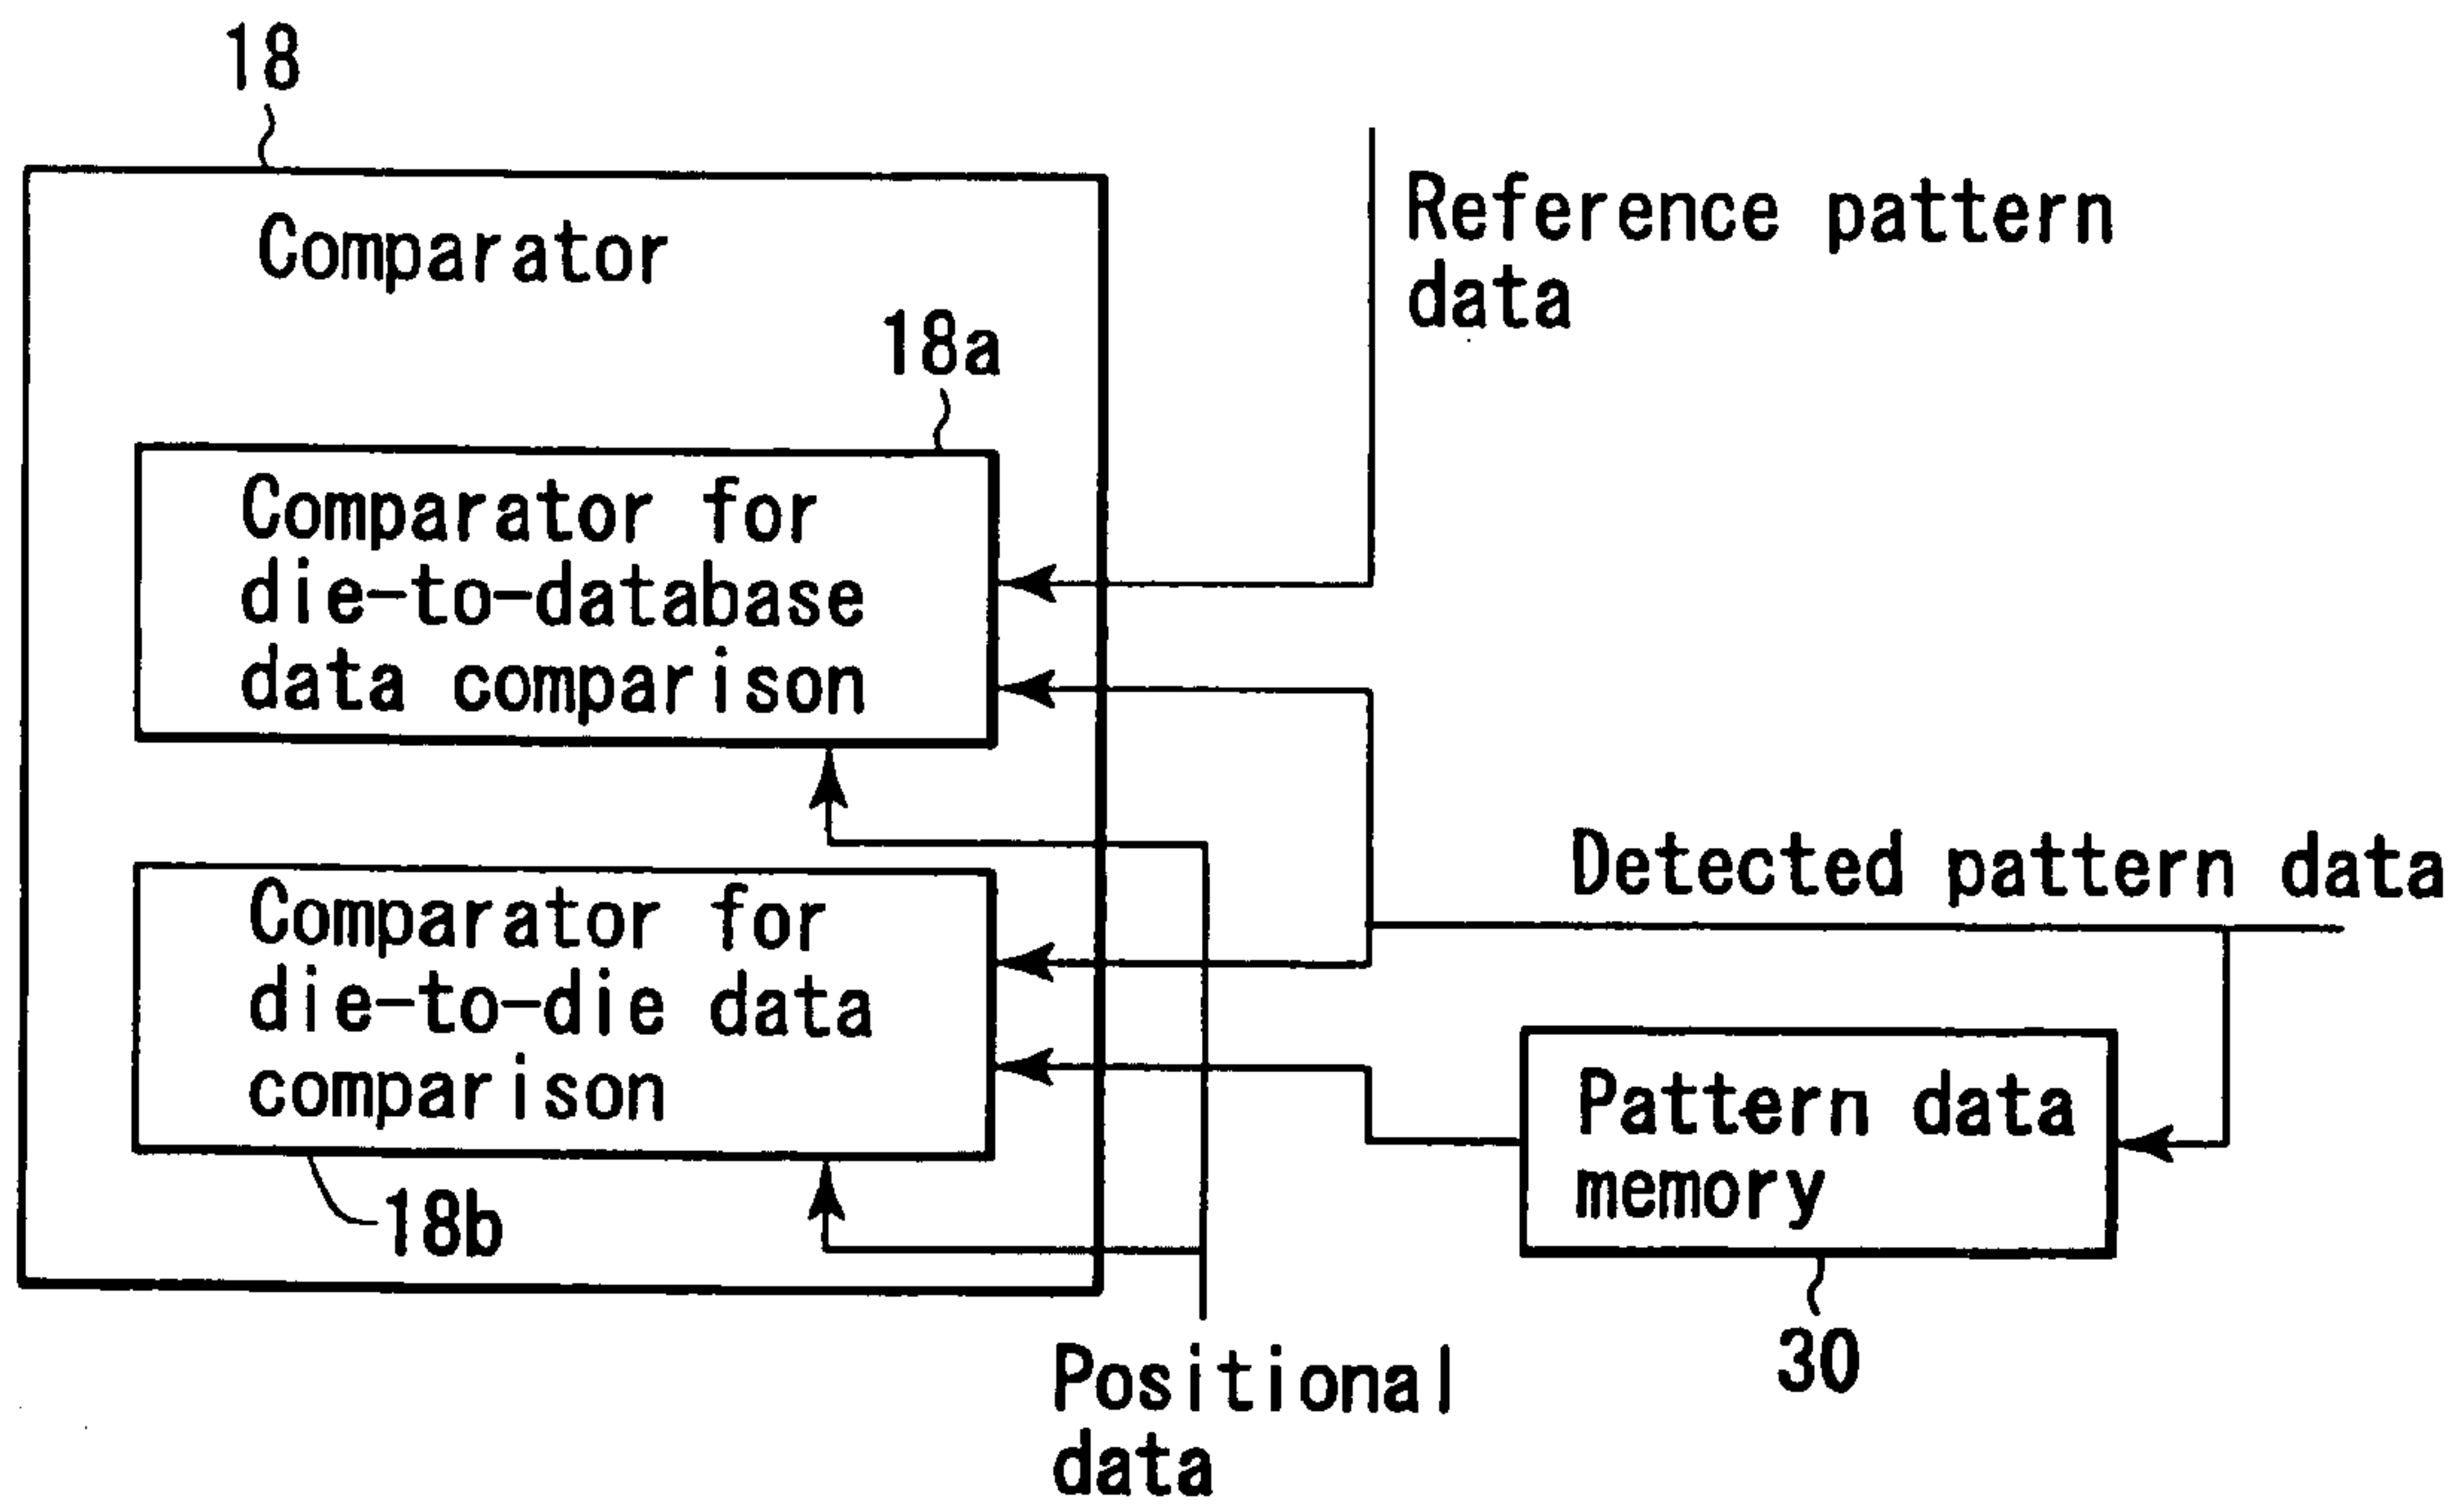 18
Comparator
Reference pattern
data
18a
Comparator for
die-to-database
data comparison
Detected pattern data
Comparator for
die-to-die data
comparison
Pattern data
memory
18b
30
Positional
data